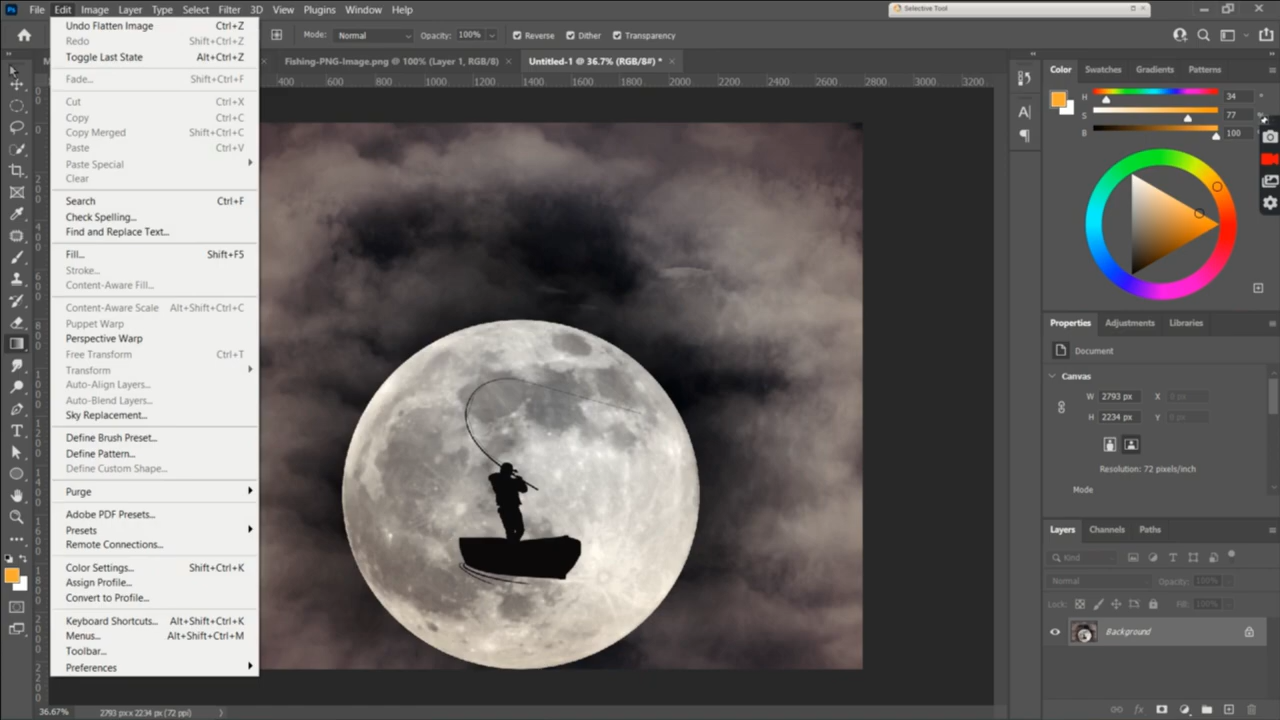 Ps File Edit Image Layer Type Select Filter 3D View Plugins Window Help
Selective Tool
Mode: Normal Opacity: 100% Reverse Dither Transparency
Fishing-PNG-Image.png @ 100% (Layer 1, RGB/8) × Untitled-1 @ 36.7% (RGB/8#) * ×
400 600 800 1000 1200 1400 1600 1800 2000 2200 2400 2600 2800 3000 3200
Undo Flatten Image Ctrl+Z
Redo Shift+Ctrl+Z
Toggle Last State Alt+Ctrl+Z
Fade... Shift+Ctrl+F
Cut Ctrl+X
Copy Ctrl+C
Copy Merged Shift+Ctrl+C
Paste Ctrl+V
Paste Special
Clear
Search Ctrl+F
Check Spelling...
Find and Replace Text...
Fill... Shift+F5
Stroke...
Content-Aware Fill...
Content-Aware Scale Alt+Shift+Ctrl+C
Puppet Warp
Perspective Warp
Free Transform Ctrl+T
Transform
Auto-Align Layers...
Auto-Blend Layers...
Sky Replacement...
Define Brush Preset...
Define Pattern...
Define Custom Shape...
Purge
Adobe PDF Presets...
Presets
Remote Connections...
Color Settings... Shift+Ctrl+K
Assign Profile...
Convert to Profile...
Keyboard Shortcuts... Alt+Shift+Ctrl+K
Menus... Alt+Shift+Ctrl+M
Toolbar...
Preferences
Color Swatches Gradients Patterns
H 34 °
S 77
B 100
Properties Adjustments Libraries
Document
Canvas
W 2793 px X
H 2234 px Y
Resolution: 72 pixels/inch
Mode
Layers Channels Paths
Kind
Normal Opacity: 100%
Lock: Fill: 100%
Background
36.67% 2793 px x 2234 px (72 ppi)